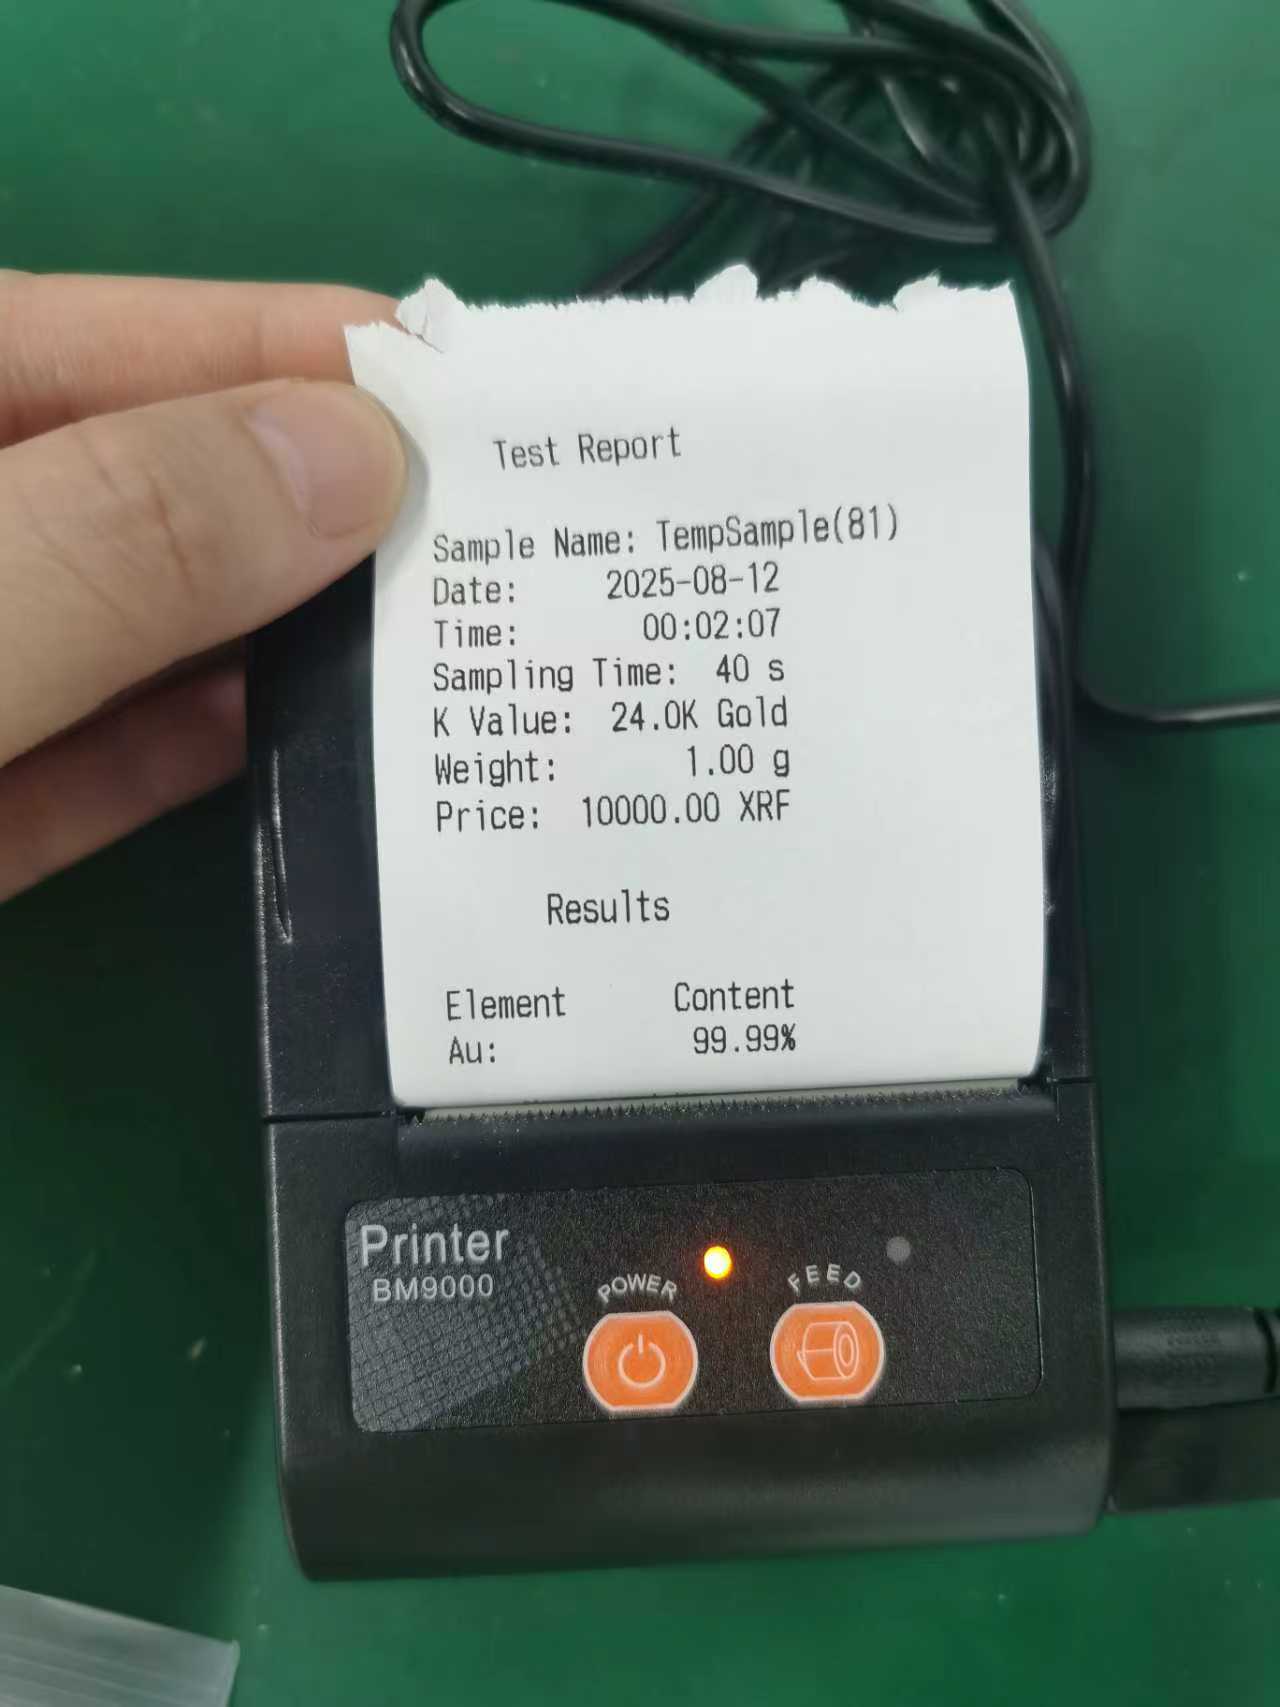 Test Report
Sample Name: TempSample(81)
Date: 2025-08-12
Time: 00:02:07
Sampling Time: 40 s
K Value: 24.0K Gold
Weight: 1.00 g
Price: 10000.00 XRF
Results
Element Content
Au: 99.99%
Printer
BM9000
POWER
FEED